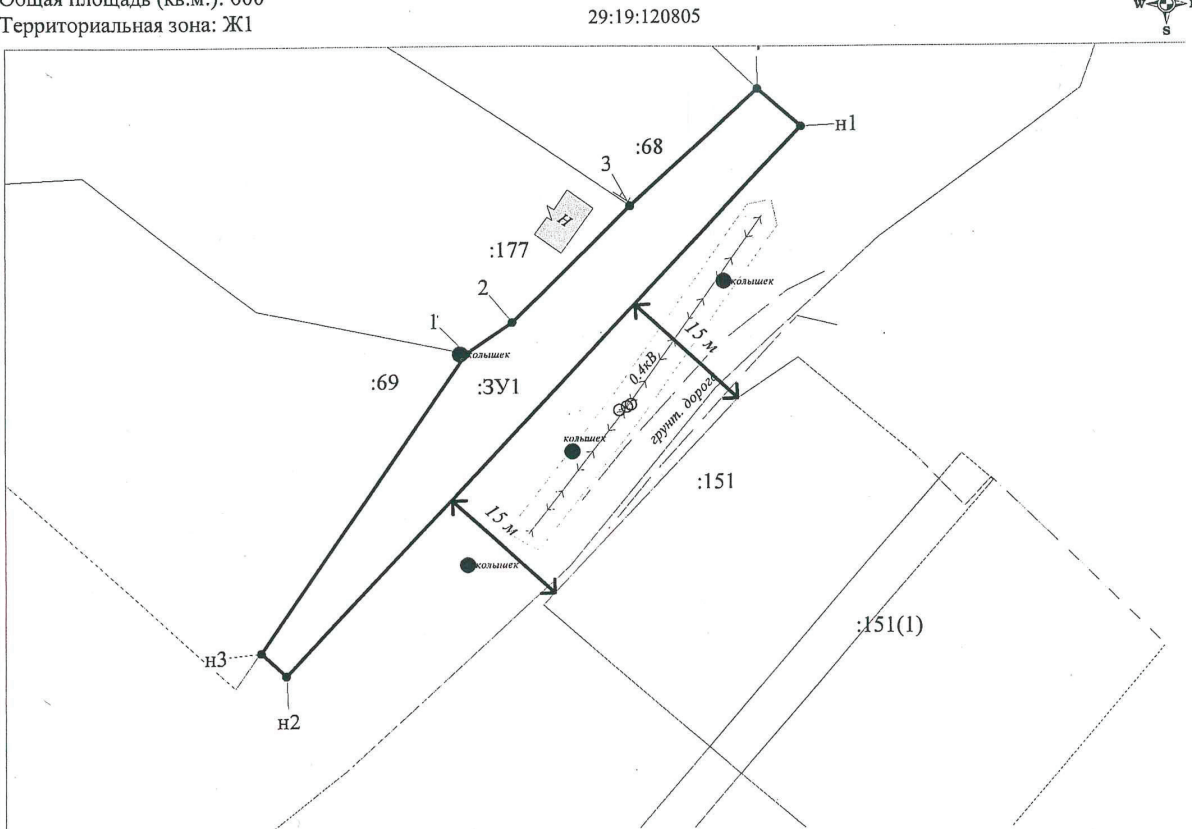 Общая площадь (кв.м.): 600
Территориальная зона: Ж1
29:19:120805
W
S
н1
:68
3
Н
:177
2
колышек
1
колышек
15 м
:69
:ЗУ1
0.4кВ
грунт. дорога
колышек
:151
15 м
колышек
:151(1)
н3
н2